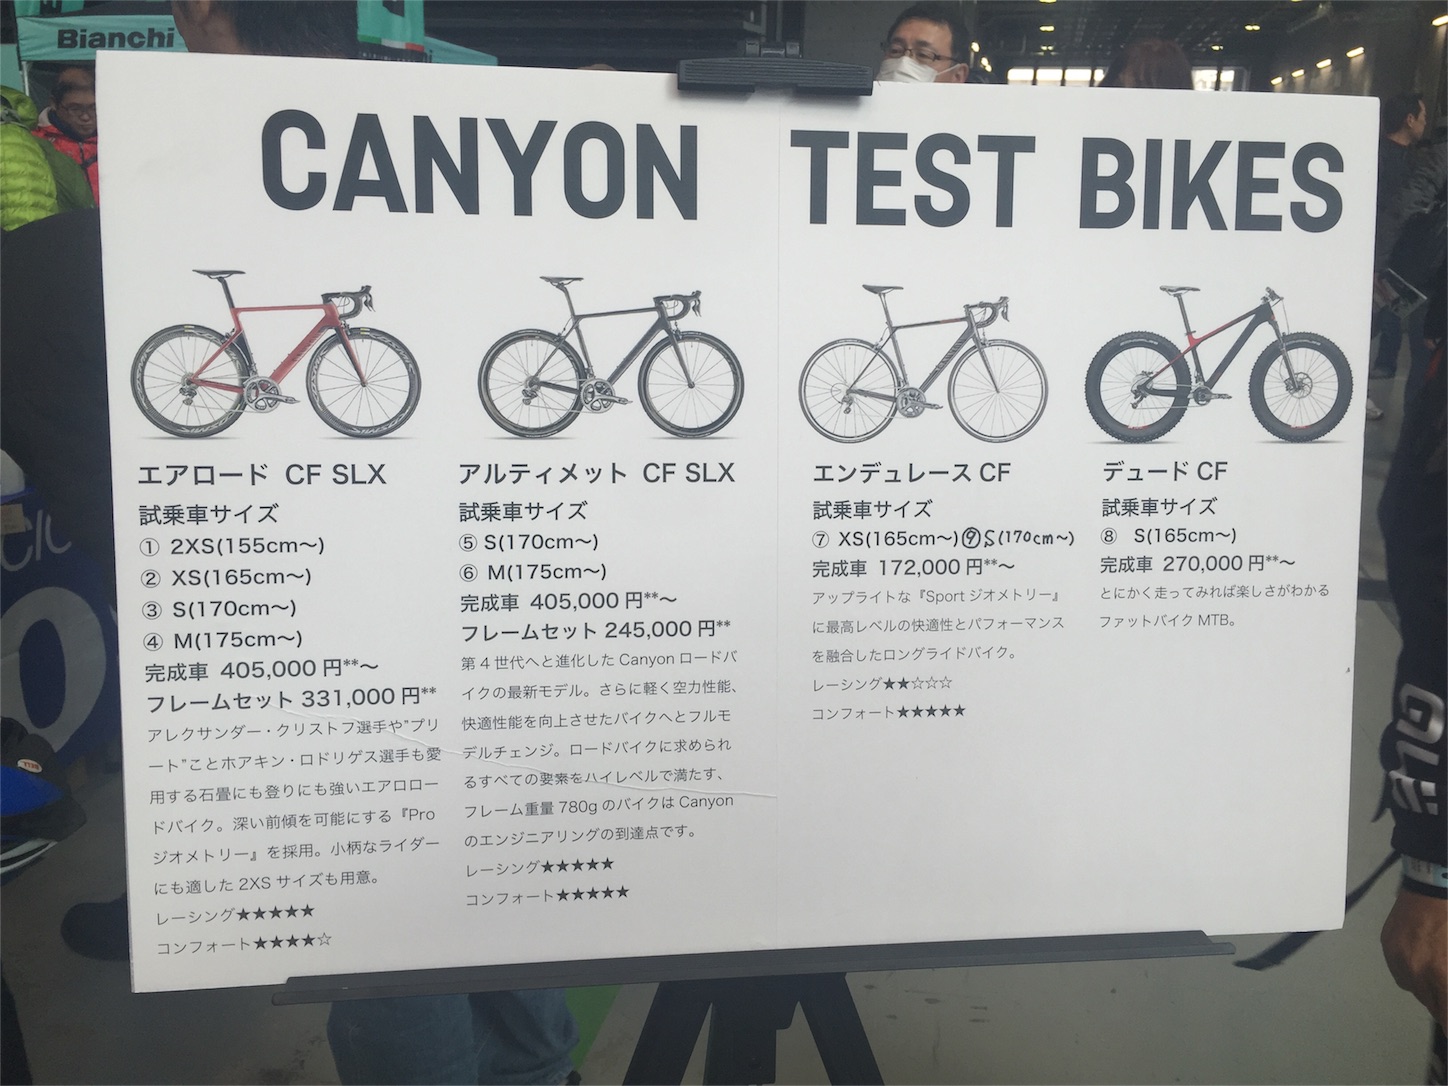 Bianchi
CANYON TEST BIKES
エアロード CF SLX
試乗車サイズ
① 2XS(155cm〜)
② XS(165cm〜)
③ S(170cm〜)
④ M(175cm〜)
完成車 405,000 円**〜
フレームセット 331,000 円**
アレクサンダー・クリストフ選手や"プリ
ート"ことホアキン・ロドリゲス選手も愛
用する石畳にも登りにも強いエアロロー
ドバイク。深い前傾を可能にする『Pro
ジオメトリー』を採用。小柄なライダー
にも適した 2XS サイズも用意。
レーシング★★★★★
コンフォート★★★★☆
アルティメット CF SLX
試乗車サイズ
⑤ S(170cm〜)
⑥ M(175cm〜)
完成車 405,000 円**〜
フレームセット 245,000 円**
第 4 世代へと進化した Canyon ロードバ
イクの最新モデル。さらに軽く空力性能、
快適性能を向上させたバイクへとフルモ
デルチェンジ。ロードバイクに求められ
るすべての要素をハイレベルで満たす、
フレーム重量 780g のバイクは Canyon
のエンジニアリングの到達点です。
レーシング★★★★★
コンフォート★★★★★
エンデュレース CF
試乗車サイズ
⑦ XS(165cm〜)⑨S(170cm〜)
完成車 172,000 円**〜
アップライトな『Sport ジオメトリー』
に最高レベルの快適性とパフォーマンス
を融合したロングライドバイク。
レーシング★★☆☆☆
コンフォート★★★★★
デュード CF
試乗車サイズ
⑧ S(165cm〜)
完成車 270,000 円**〜
とにかく走ってみれば楽しさがわかる
ファットバイク MTB。